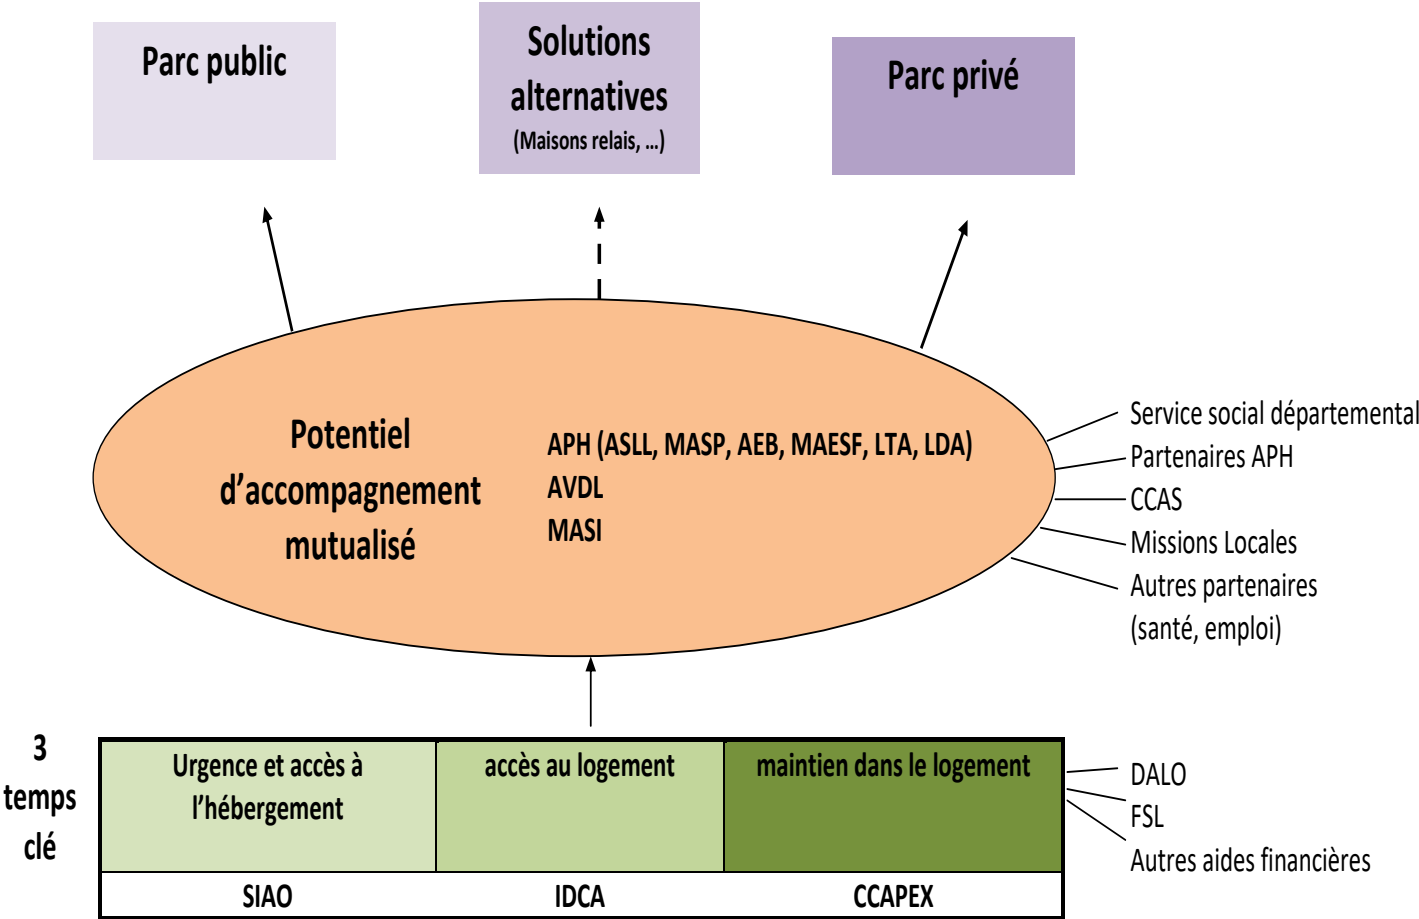 Parc public
Solutions
alternatives
(Maisons relais, ...)
Parc privé
Potentiel
d’accompagnement
mutualisé
APH (ASLL, MASP, AEB, MAESF, LTA, LDA)
AVDL
MASI
Service social départemental
Partenaires APH
CCAS
Missions Locales
Autres partenaires
(santé, emploi)
3
temps
clé
Urgence et accès à
l’hébergement
accès au logement
maintien dans le logement
SIAO
IDCA
CCAPEX
DALO
FSL
Autres aides financières